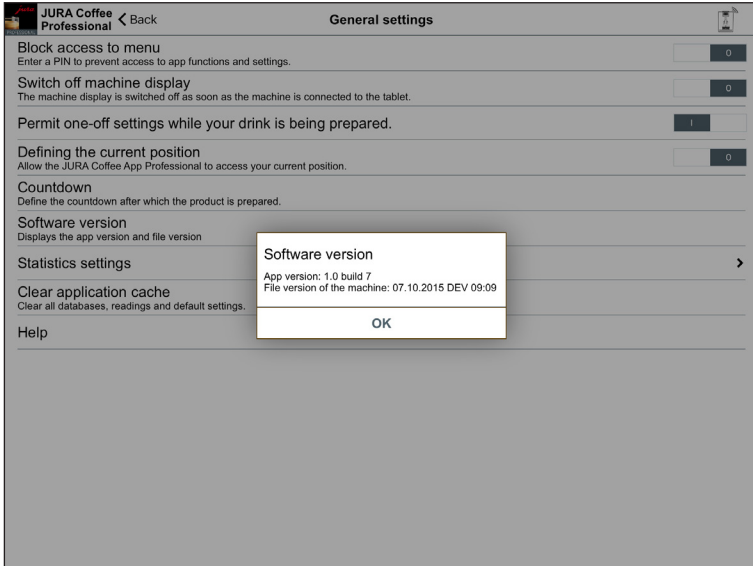 jura
JURA Coffee
Professional
PROFESSIONAL
Back
General settings
Block access to menu
Enter a PIN to prevent access to app functions and settings.
O
Switch off machine display
The machine display is switched off as soon as the machine is connected to the tablet.
O
Permit one-off settings while your drink is being prepared.
I
Defining the current position
Allow the JURA Coffee App Professional to access your current position.
O
Countdown
Define the countdown after which the product is prepared.
Software version
Displays the app version and file version
Statistics settings
Clear application cache
Clear all databases, readings and default settings.
Help
Software version
App version: 1.0 build 7
File version of the machine: 07.10.2015 DEV 09:09
OK